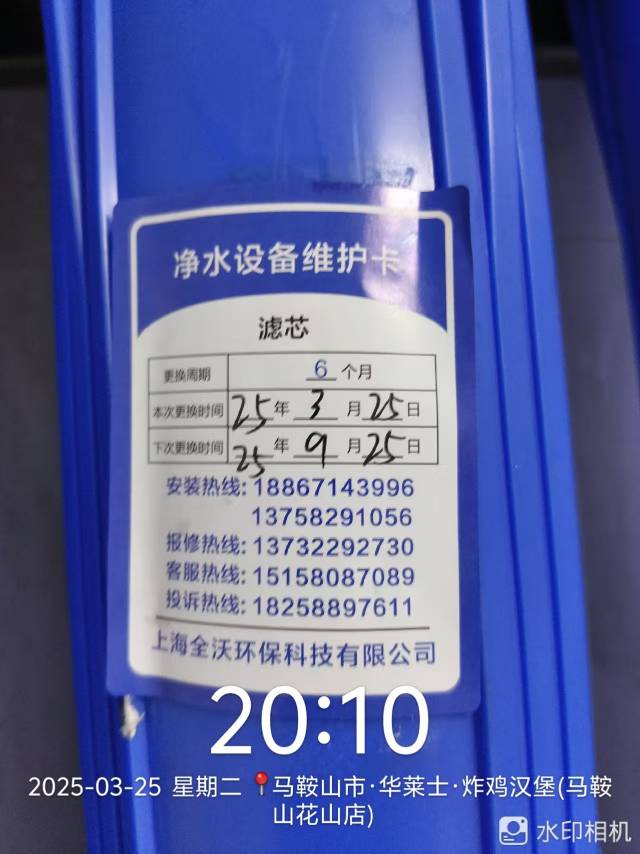 净水设备维护卡
滤芯
更换周期 6 个月
本次更换时间 25 年 3 月 25 日
下次更换时间 25 年 9 月 25 日
安装热线: 18867143996
13758291056
报修热线: 13732292730
客服热线: 15158087089
投诉热线: 18258897611
上海全沃环保科技有限公司
20:10
2025-03-25 星期二 马鞍山市·华莱士·炸鸡汉堡(马鞍
山花山店)
水印相机